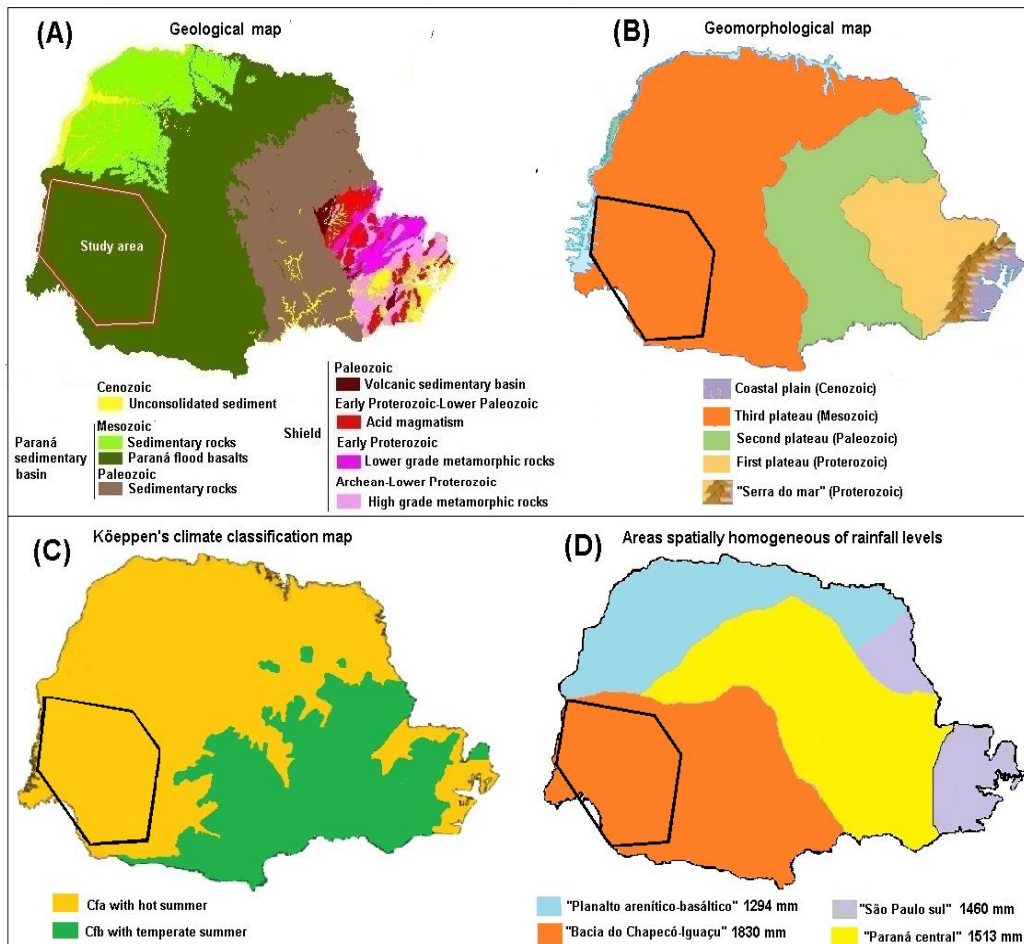 (A)
Geological map
Study area
Cenozoic
Unconsolidated sediment
Paraná sedimentary basin
Mesozoic
Sedimentary rocks
Paraná flood basalts
Paleozoic
Sedimentary rocks
Shield
Paleozoic
Volcanic sedimentary basin
Early Proterozoic-Lower Paleozoic
Acid magmatism
Early Proterozoic
Lower grade metamorphic rocks
Archean-Lower Proterozoic
High grade metamorphic rocks
(B)
Geomorphological map
Coastal plain (Cenozoic)
Third plateau (Mesozoic)
Second plateau (Paleozoic)
First plateau (Proterozoic)
"Serra do mar" (Proterozoic)
(C)
Köeppen's climate classification map
Cfa with hot summer
Cfb with temperate summer
(D)
Areas spatially homogeneous of rainfall levels
"Planalto arenítico-basáltico" 1294 mm
"Bacia do Chapecó-Iguaçu" 1830 mm
"São Paulo sul" 1460 mm
"Paraná central" 1513 mm